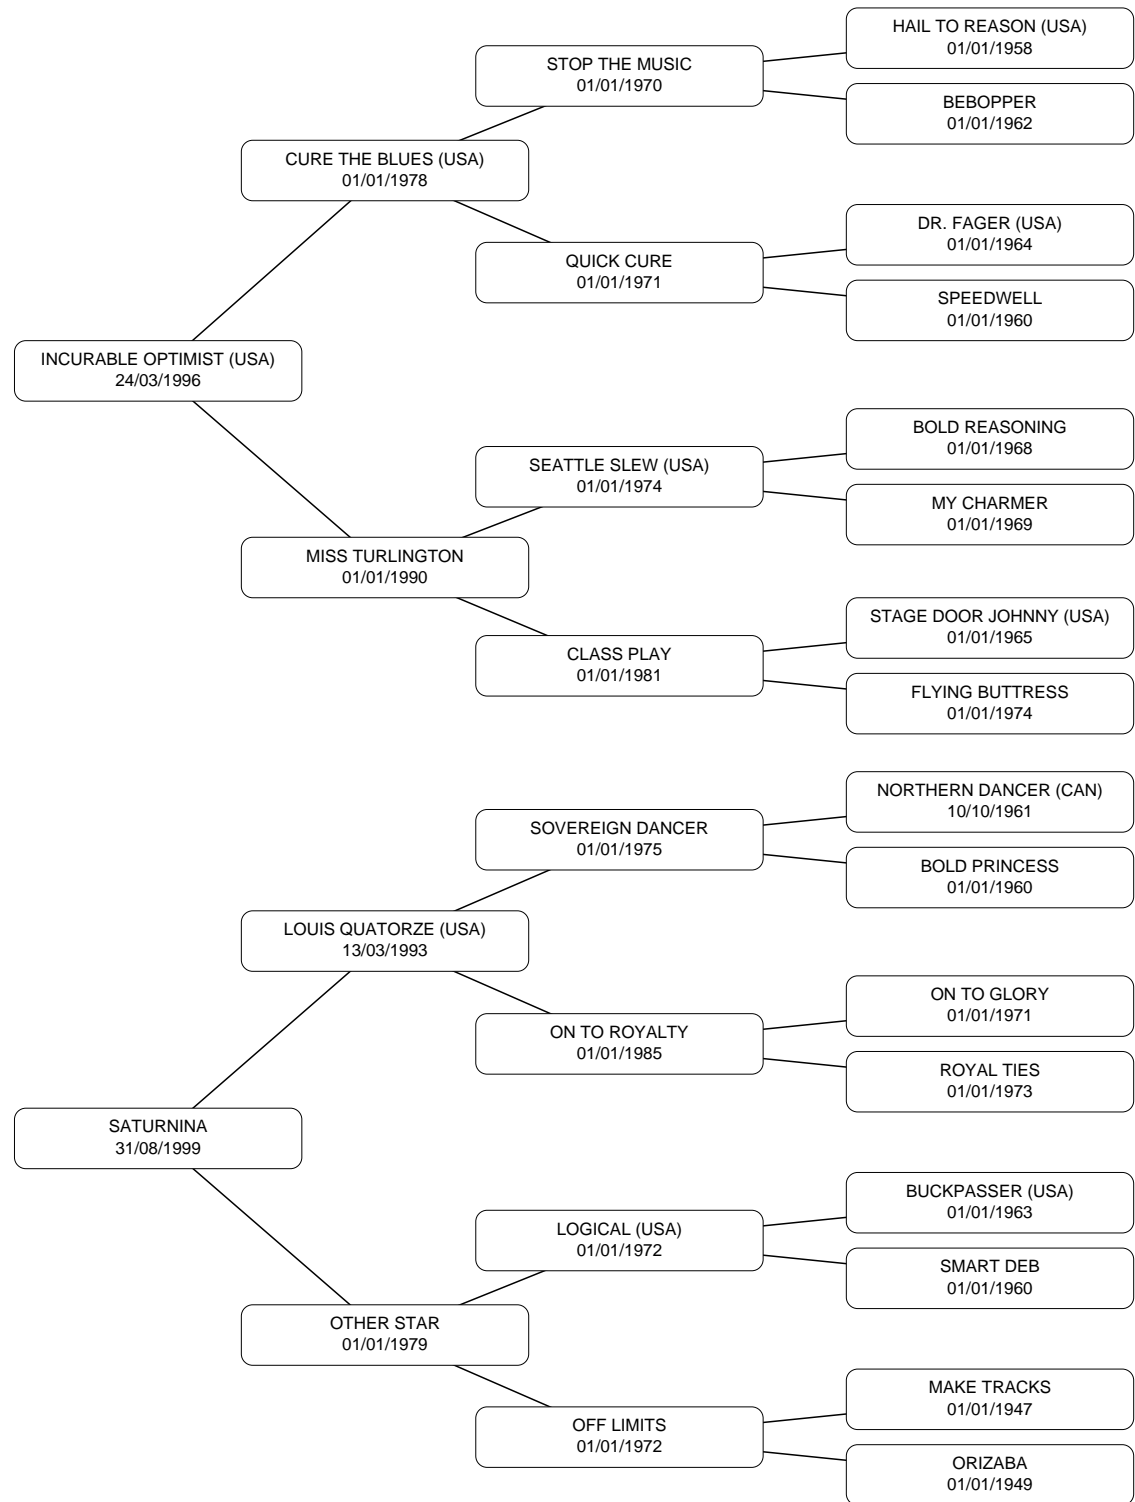 HAIL TO REASON (USA)
01/01/1958
STOP THE MUSIC
01/01/1970
BEBOPPER
01/01/1962
CURE THE BLUES (USA)
01/01/1978
DR. FAGER (USA)
01/01/1964
QUICK CURE
01/01/1971
SPEEDWELL
01/01/1960
INCURABLE OPTIMIST (USA)
24/03/1996
BOLD REASONING
01/01/1968
SEATTLE SLEW (USA)
01/01/1974
MY CHARMER
01/01/1969
MISS TURLINGTON
01/01/1990
STAGE DOOR JOHNNY (USA)
01/01/1965
CLASS PLAY
01/01/1981
FLYING BUTTRESS
01/01/1974
NORTHERN DANCER (CAN)
10/10/1961
SOVEREIGN DANCER
01/01/1975
BOLD PRINCESS
01/01/1960
LOUIS QUATORZE (USA)
13/03/1993
ON TO GLORY
01/01/1971
ON TO ROYALTY
01/01/1985
ROYAL TIES
01/01/1973
SATURNINA
31/08/1999
BUCKPASSER (USA)
01/01/1963
LOGICAL (USA)
01/01/1972
SMART DEB
01/01/1960
OTHER STAR
01/01/1979
MAKE TRACKS
01/01/1947
OFF LIMITS
01/01/1972
ORIZABA
01/01/1949